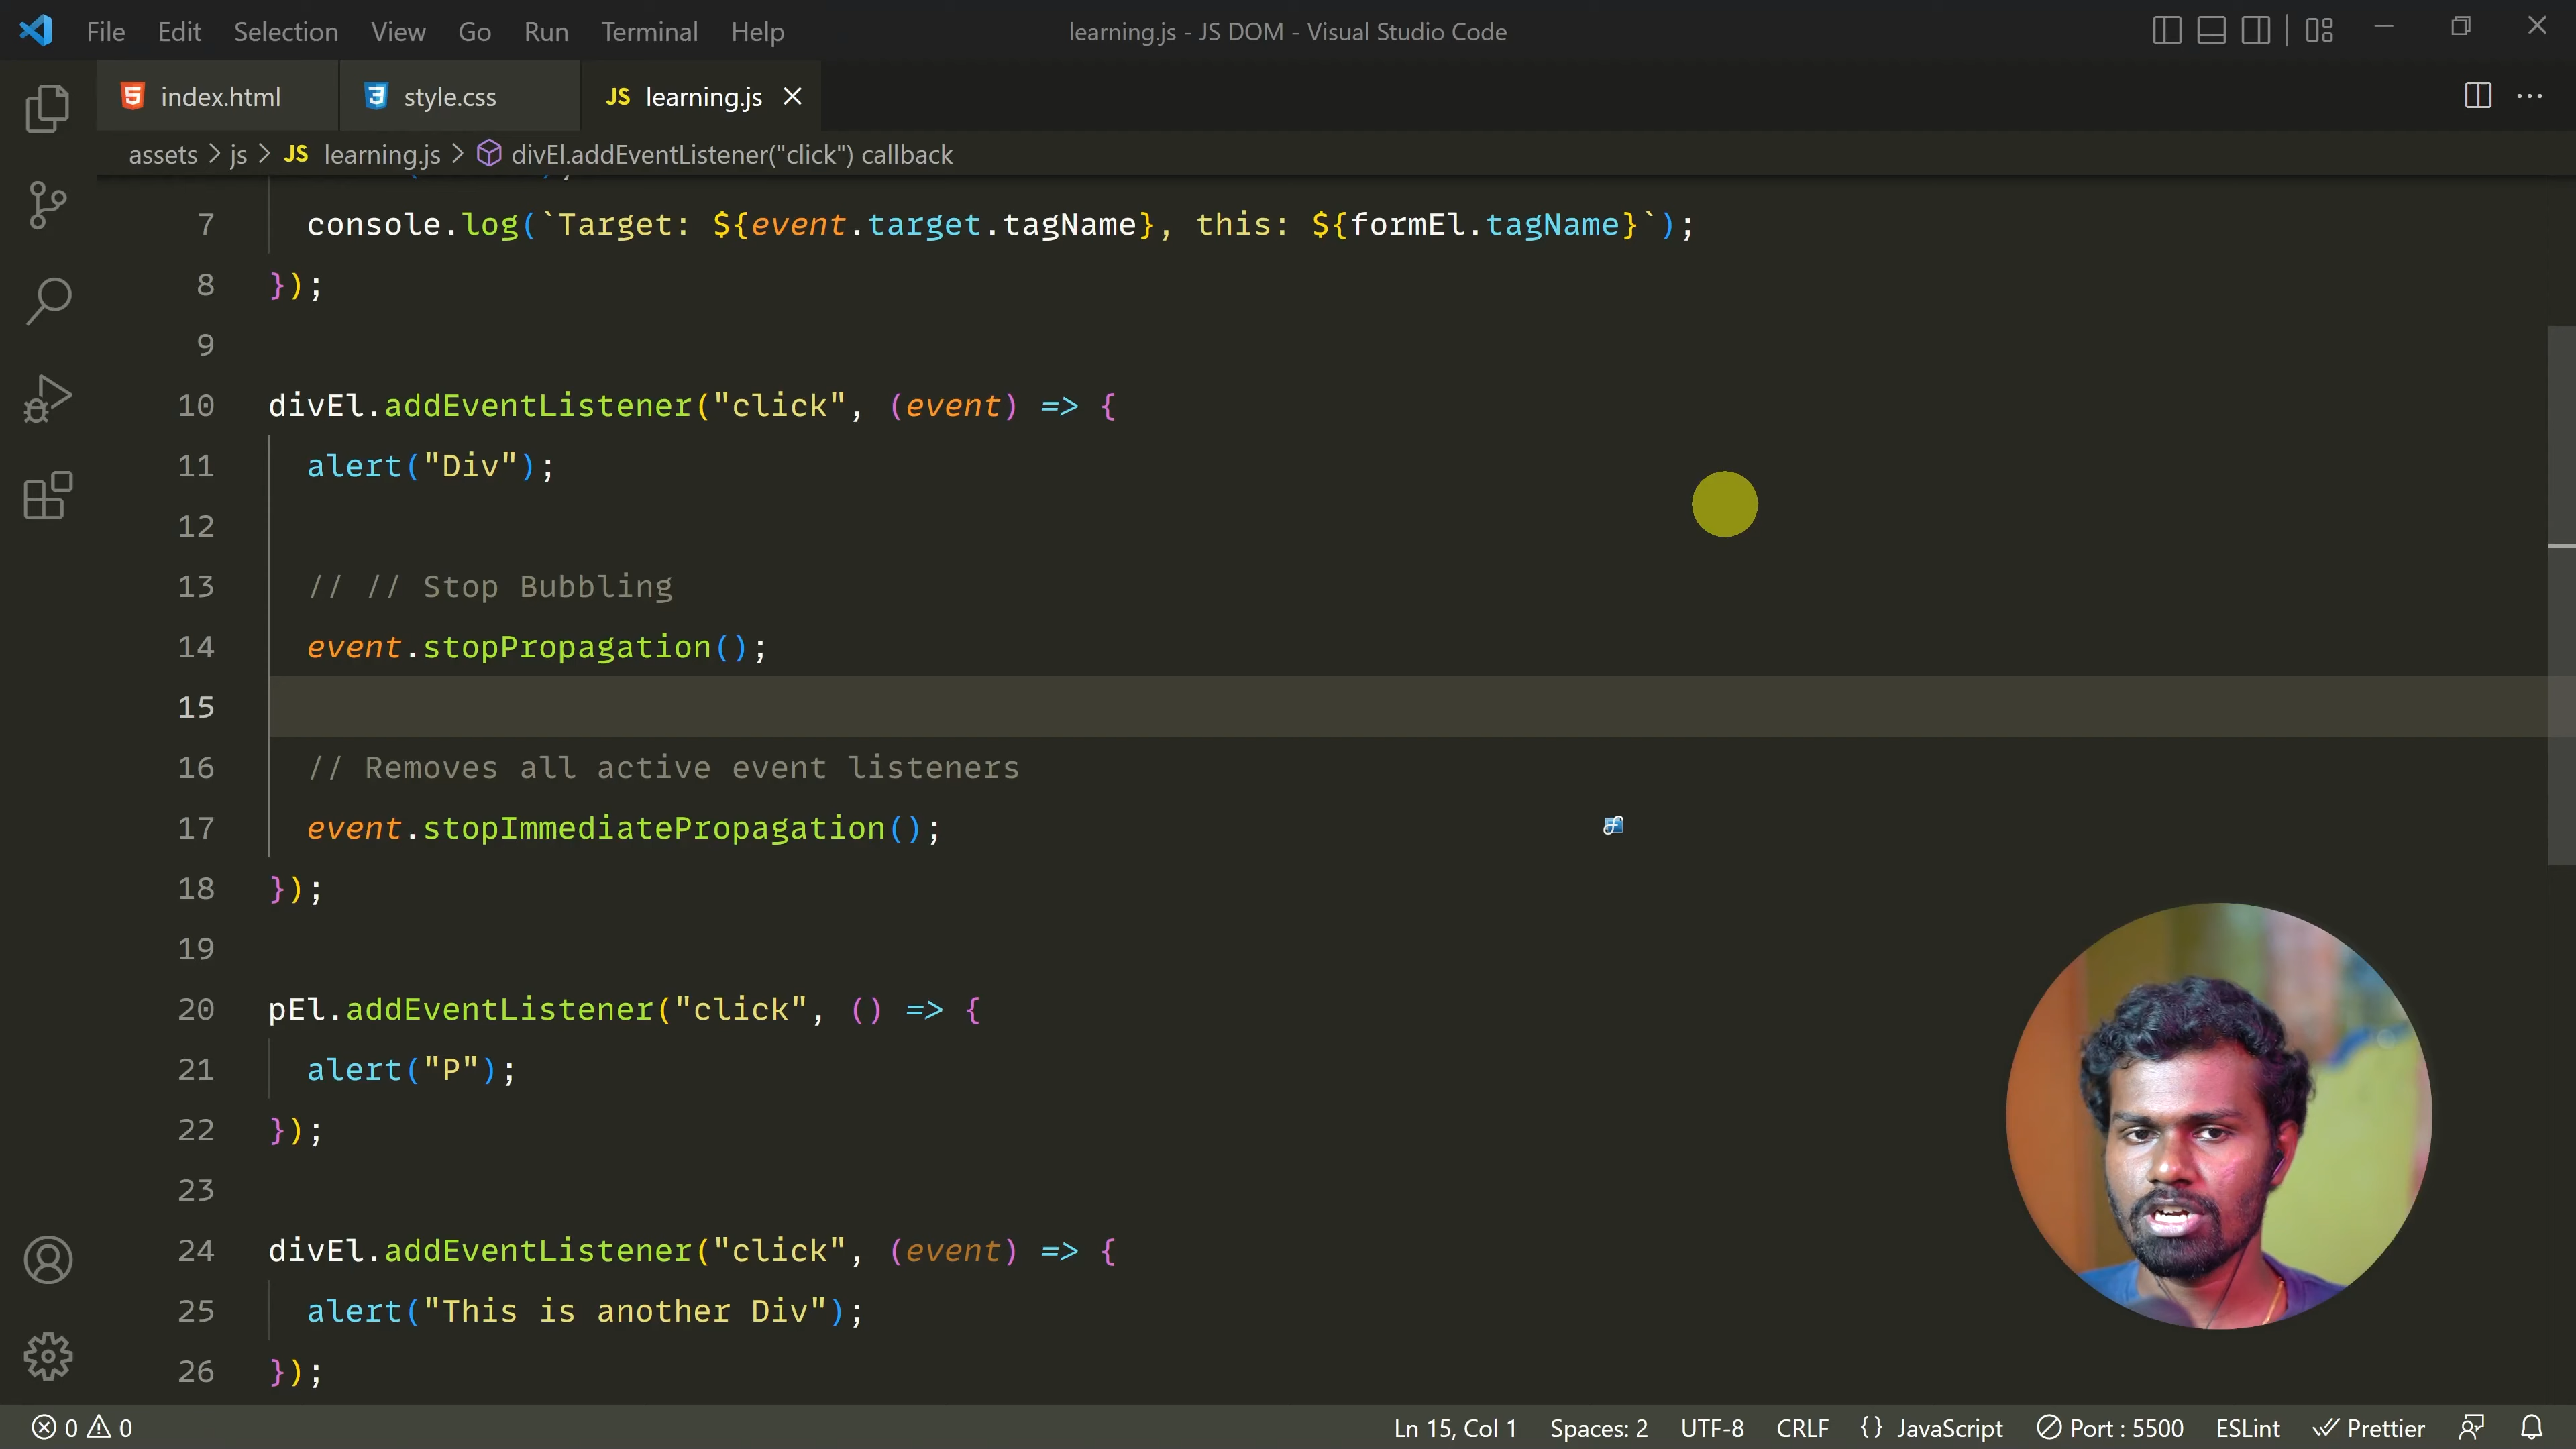 File Edit Selection View Go Run Terminal Help learning.js - JS DOM - Visual Studio Code
index.html style.css JS learning.js
assets > js > JS learning.js > divEl.addEventListener("click") callback
7 console.log(`Target: ${event.target.tagName}, this: ${formEl.tagName}`);
8 });
9
10 divEl.addEventListener("click", (event) => {
11 alert("Div");
12
13 // // Stop Bubbling
14 event.stopPropagation();
15
16 // Removes all active event listeners
17 event.stopImmediatePropagation();
18 });
19
20 pEl.addEventListener("click", () => {
21 alert("P");
22 });
23
24 divEl.addEventListener("click", (event) => {
25 alert("This is another Div");
26 });
0 0 Ln 15, Col 1 Spaces: 2 UTF-8 CRLF {} JavaScript Port : 5500 ESLint Prettier